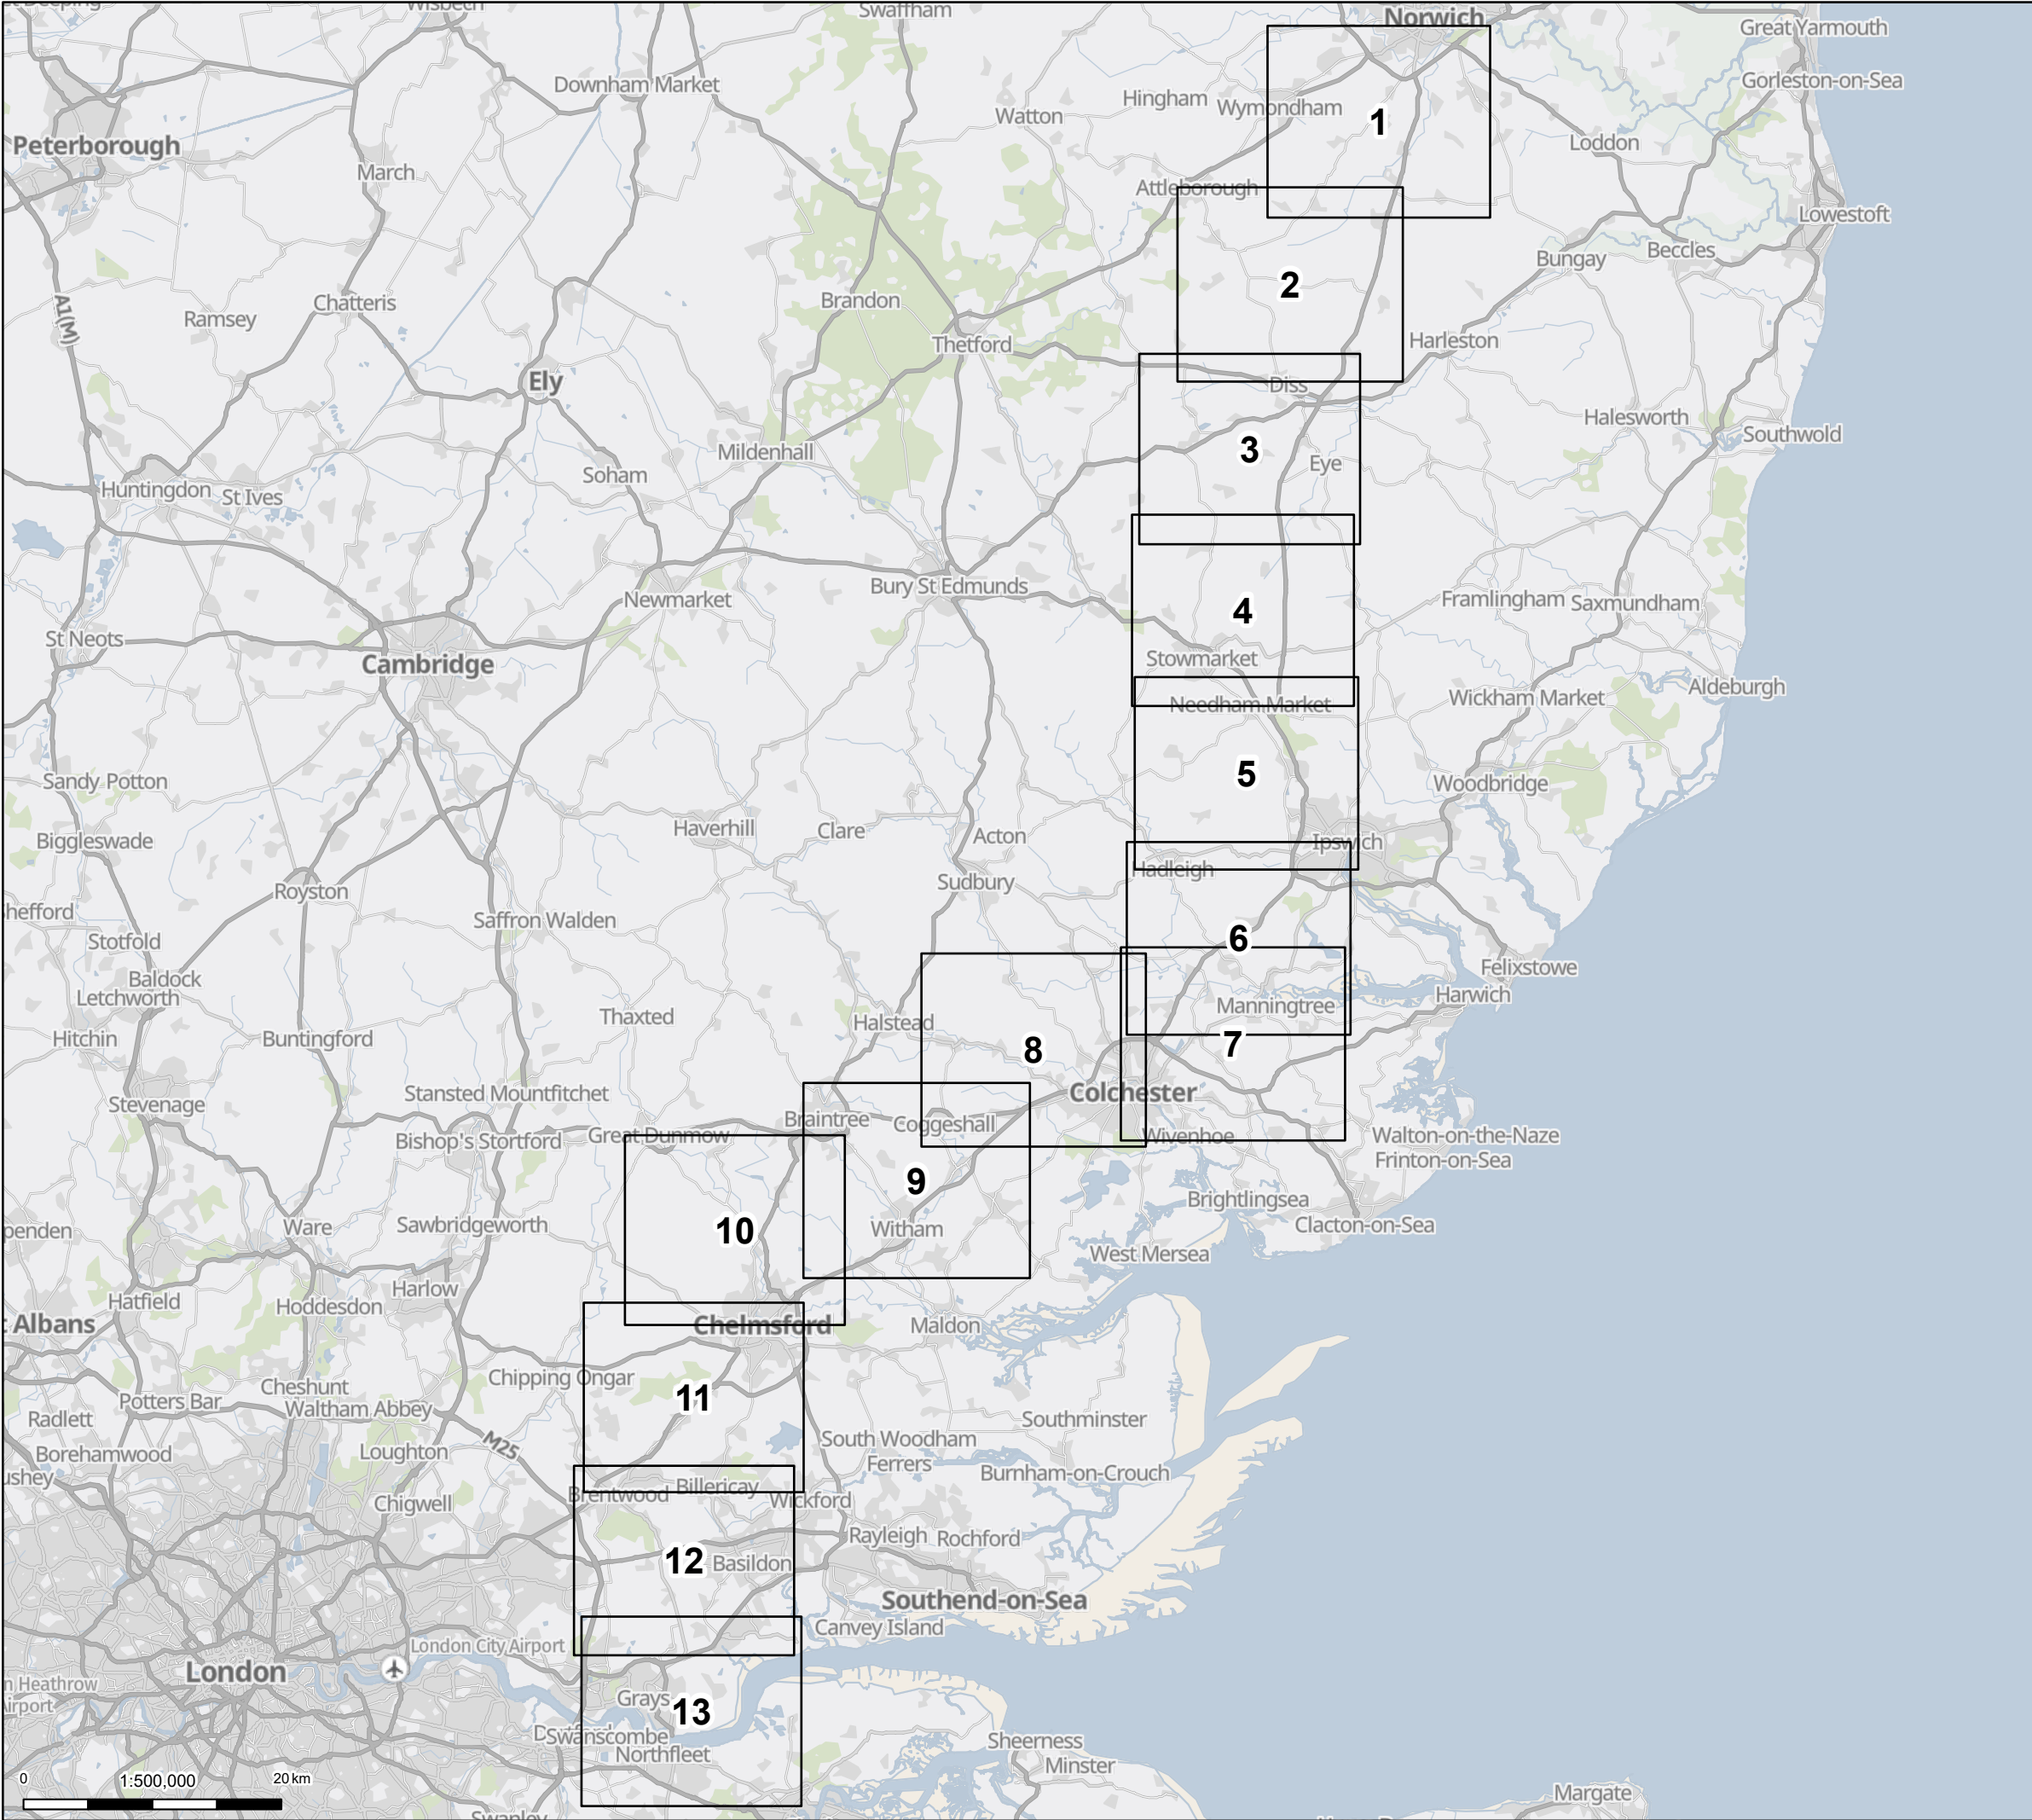 Wisbech
Swaffham
Norwich
Great Yarmouth
Downham Market
Gorleston-on-Sea
Hingham
Wymondham
Watton
1
Peterborough
Loddon
March
Attleborough
Lowestoft
Beccles
Bungay
2
A1(M)
Chatteris
Brandon
Ramsey
Thetford
Harleston
Ely
Diss
Halesworth
Southwold
Mildenhall
3
Eye
Soham
Huntingdon
St Ives
Bury St Edmunds
Newmarket
Framlingham
Saxmundham
4
St Neots
Cambridge
Stowmarket
Aldeburgh
Needham Market
Wickham Market
5
Sandy Potton
Woodbridge
Haverhill
Clare
Acton
Biggleswade
Ipswich
Hadleigh
Sudbury
Royston
Shefford
Saffron Walden
Stotfold
6
Felixstowe
Baldock
Letchworth
Harwich
Manningtree
Thaxted
Halstead
Hitchin
Buntingford
8
7
Stansted Mountfitchet
Colchester
Stevenage
Braintree
Coggeshall
Great Dunmow
Bishop's Stortford
Wivenhoe
Walton-on-the-Naze
Frinton-on-Sea
9
Brightlingsea
Ware
Sawbridgeworth
10
Witham
Clacton-on-Sea
penden
West Mersea
Harlow
Hatfield
Hoddesdon
t Albans
Chelmsford
Maldon
Chipping Ongar
Cheshunt
11
Potters Bar
Waltham Abbey
Radlett
Southminster
M25
South Woodham
Ferrers
Borehamwood
Loughton
ushey
Burnham-on-Crouch
Billericay
Brentwood
Wickford
Chigwell
Rayleigh
Rochford
12
Basildon
Southend-on-Sea
Canvey Island
London City Airport
London
n Heathrow
Airport
Grays
13
Swanscombe
Northfleet
Sheerness
Minster
0
1:500,000
20 km
Margate
Swanley